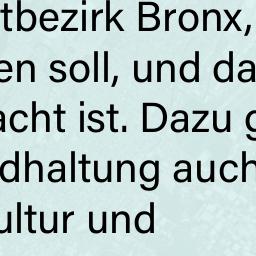 tbezirk Bronx,
en soll, und da
acht ist. Dazu g
dhaltung auch
ultur und